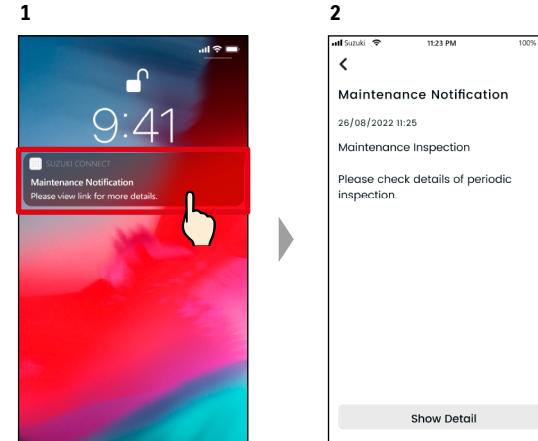 1
9:41
SUZUKI CONNECT
Maintenance Notification
Please view link for more details.
2
Suzuki 11:23 PM 100%
Maintenance Notification
26/08/2022 11:25
Maintenance Inspection
Please check details of periodic
inspection.
Show Detail